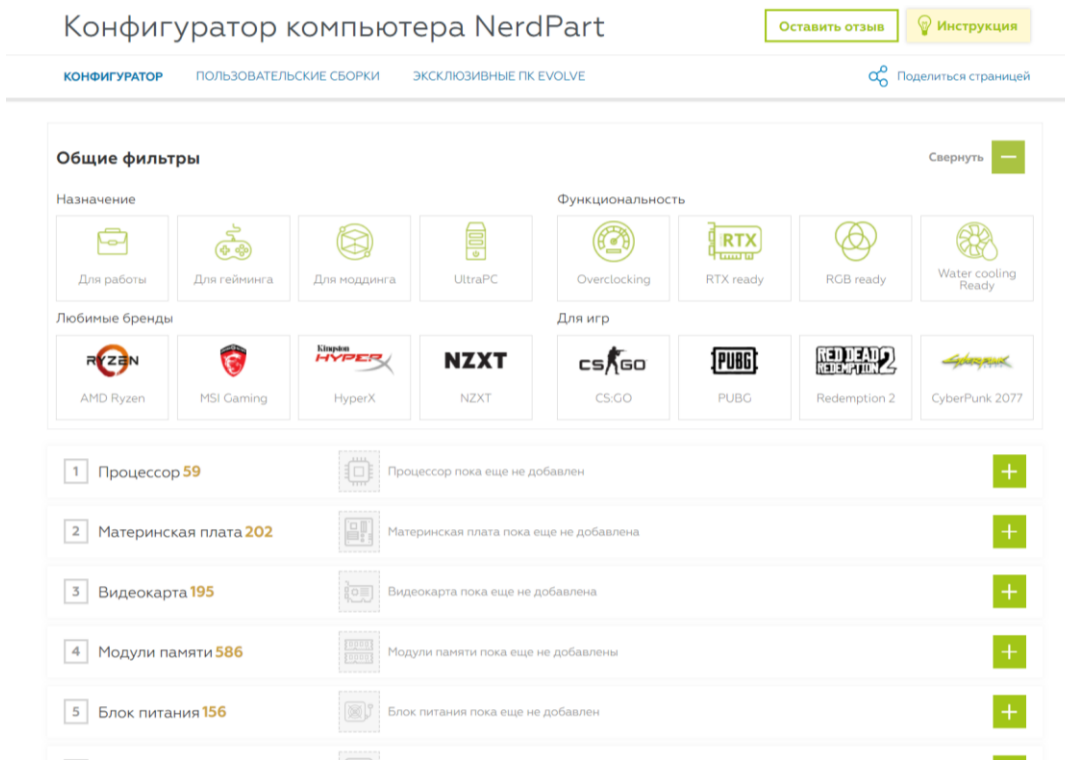 Конфигуратор компьютера NerdPart
Оставить отзыв
Инструкция
КОНФИГУРАТОР
ПОЛЬЗОВАТЕЛЬСКИЕ СБОРКИ
ЭКСКЛЮЗИВНЫЕ ПК EVOLVE
Поделиться страницей
Общие фильтры
Свернуть
Назначение
Для работы
Для гейминга
Для моддинга
UltraPC
Функциональность
Overclocking
RTX
RTX ready
RGB ready
Water cooling
Ready
Любимые бренды
RYZEN
AMD Ryzen
MSI Gaming
Kingston
HYPERX
HyperX
NZXT
NZXT
Для игр
CS GO
CS:GO
PUBG
PUBG
RED DEAD
REDEMPTION 2
Redemption 2
Cyberpunk
CyberPunk 2077
1 Процессор 59
Процессор пока еще не добавлен
2 Материнская плата 202
Материнская плата пока еще не добавлена
3 Видеокарта 195
Видеокарта пока еще не добавлена
4 Модули памяти 586
Модули памяти пока еще не добавлены
5 Блок питания 156
Блок питания пока еще не добавлен